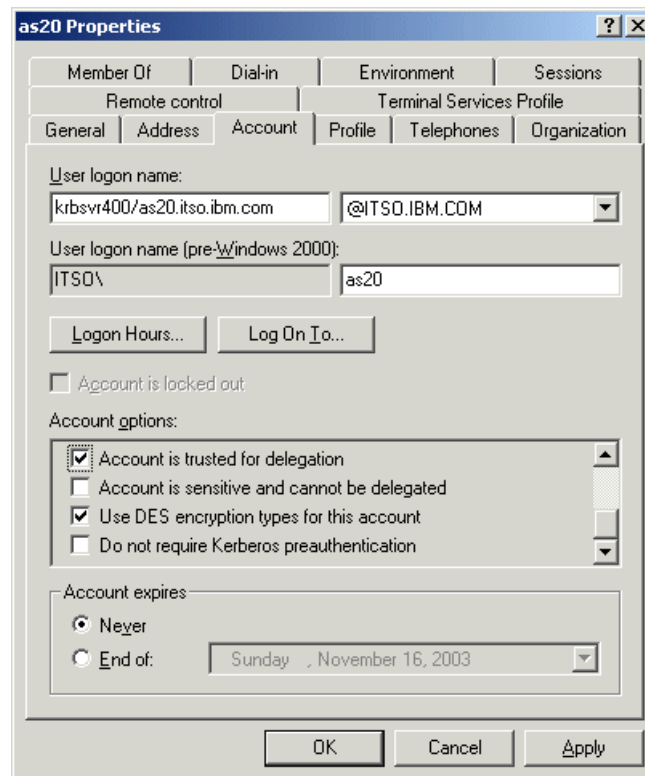 as20 Properties
Member Of Dial-in Environment Sessions
Remote control Terminal Services Profile
General Address Account Profile Telephones Organization
User logon name:
krbsvr400/as20.itso.ibm.com @ITSO.IBM.COM
User logon name (pre-Windows 2000):
ITSO\ as20
Logon Hours... Log On To...
Account is locked out
Account options:
Account is trusted for delegation
Account is sensitive and cannot be delegated
Use DES encryption types for this account
Do not require Kerberos preauthentication
Account expires
Never
End of: Sunday , November 16, 2003
OK Cancel Apply